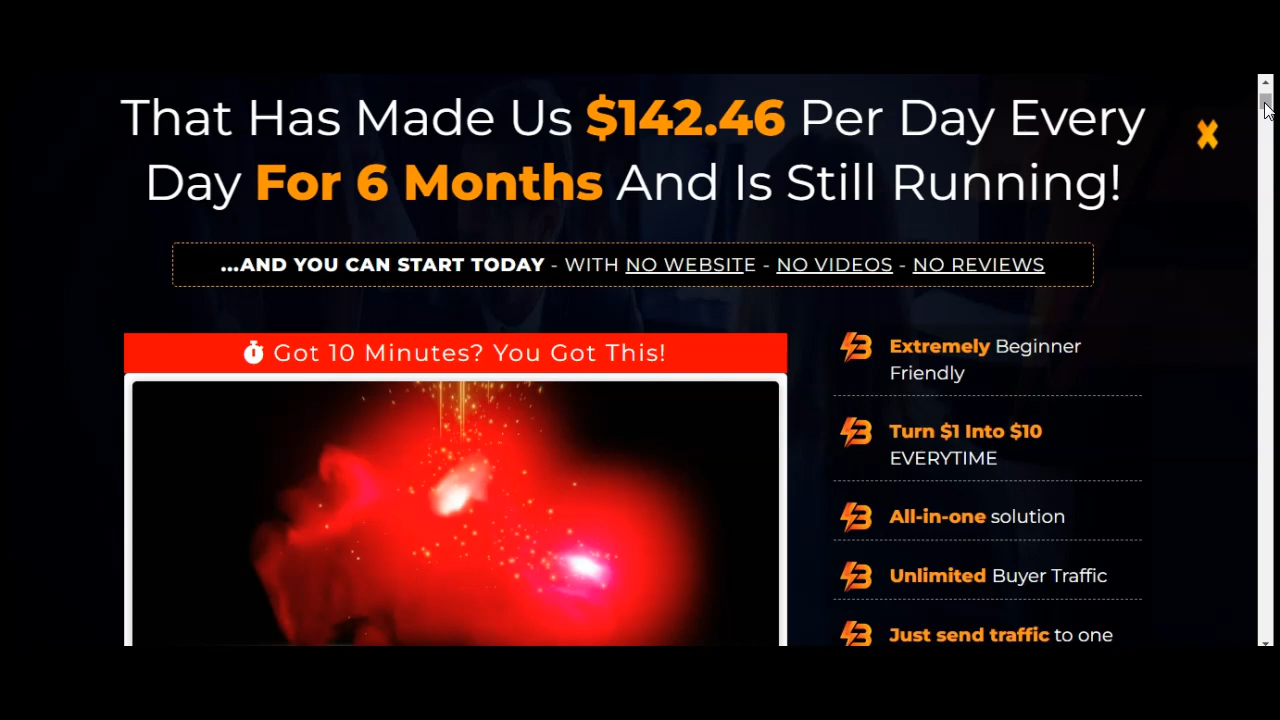 That Has Made Us $142.46 Per Day Every
Day For 6 Months And Is Still Running!
...AND YOU CAN START TODAY - WITH NO WEBSITE - NO VIDEOS - NO REVIEWS
Got 10 Minutes? You Got This!
Extremely Beginner
Friendly
Turn $1 Into $10
EVERYTIME
All-in-one solution
Unlimited Buyer Traffic
Just send traffic to one